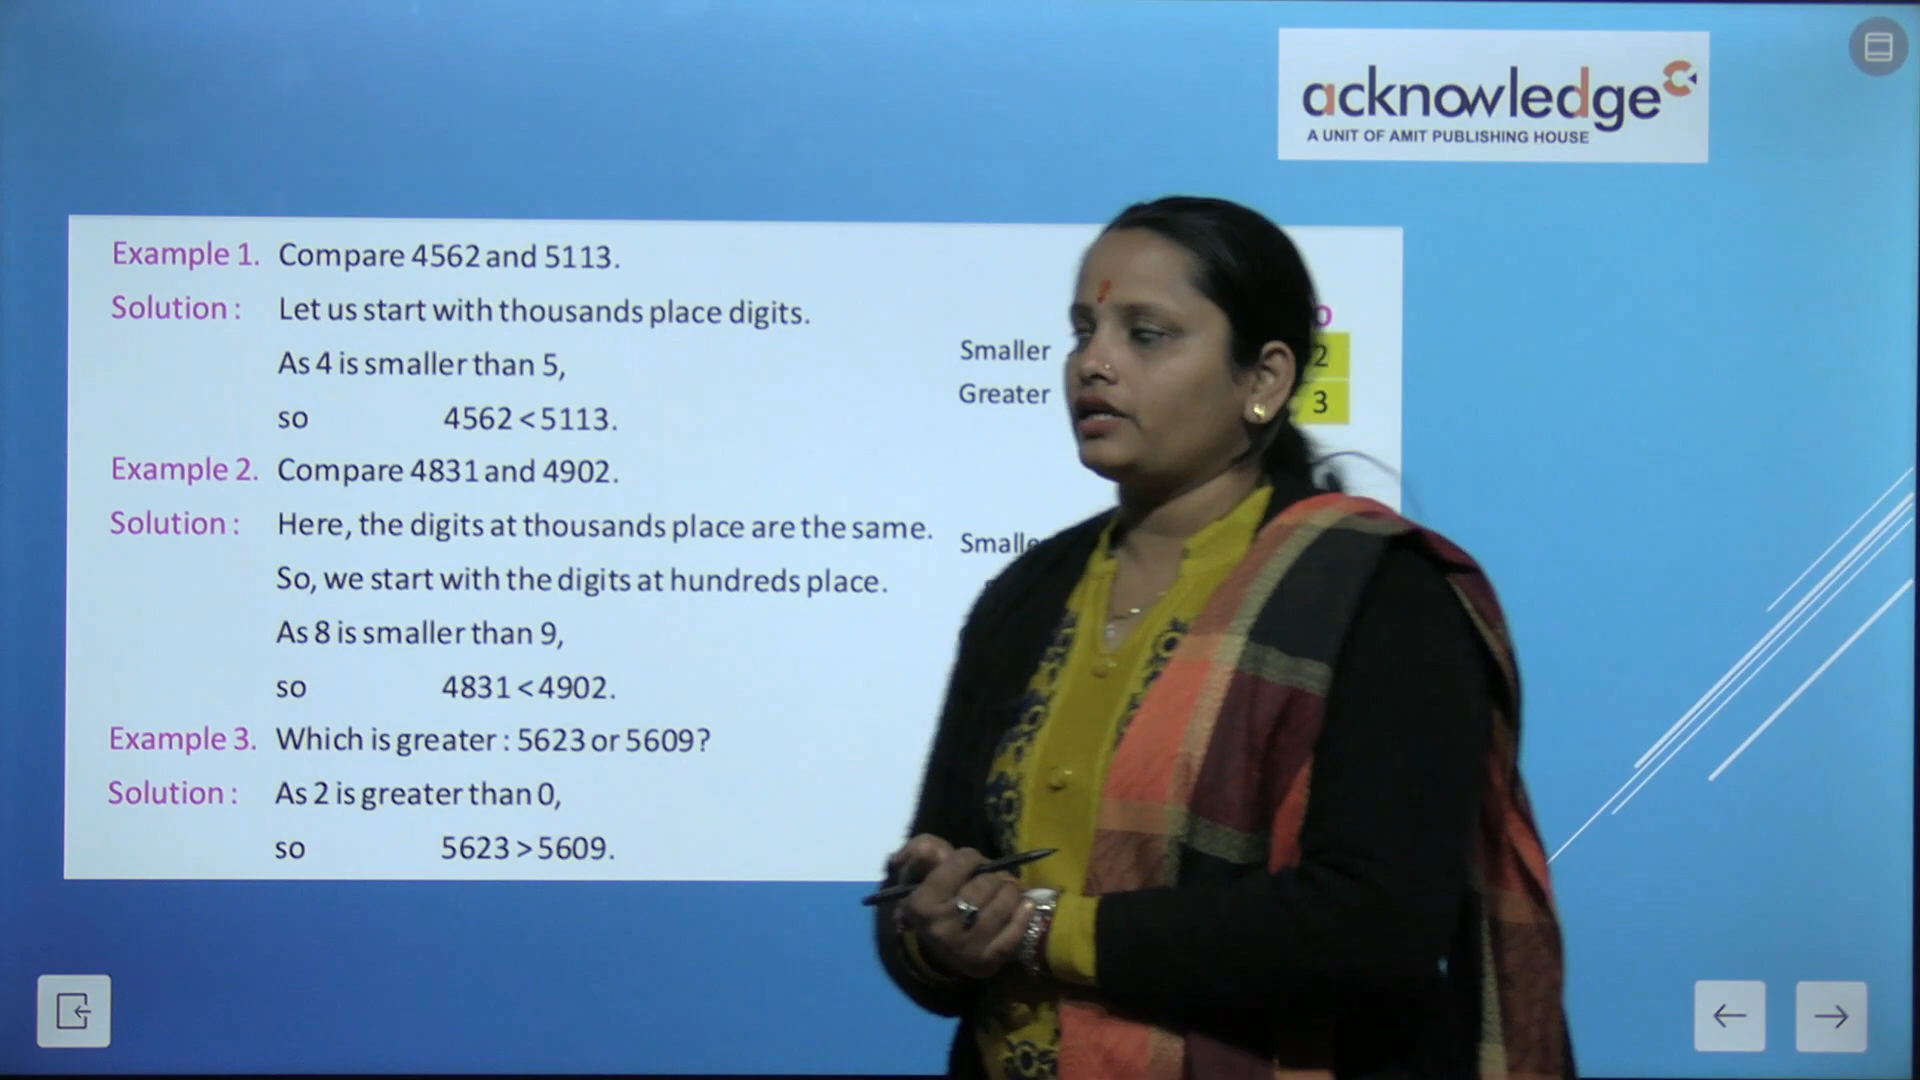 acknowledge
A UNIT OF AMIT PUBLISHING HOUSE
Example 1. Compare 4562 and 5113.
Solution : Let us start with thousands place digits.
As 4 is smaller than 5,
so 4562 < 5113.
Example 2. Compare 4831 and 4902.
Solution : Here, the digits at thousands place are the same.
So, we start with the digits at hundreds place.
As 8 is smaller than 9,
so 4831 < 4902.
Example 3. Which is greater : 5623 or 5609?
Solution : As 2 is greater than 0,
so 5623 > 5609.
O
Smaller 2
Greater 3